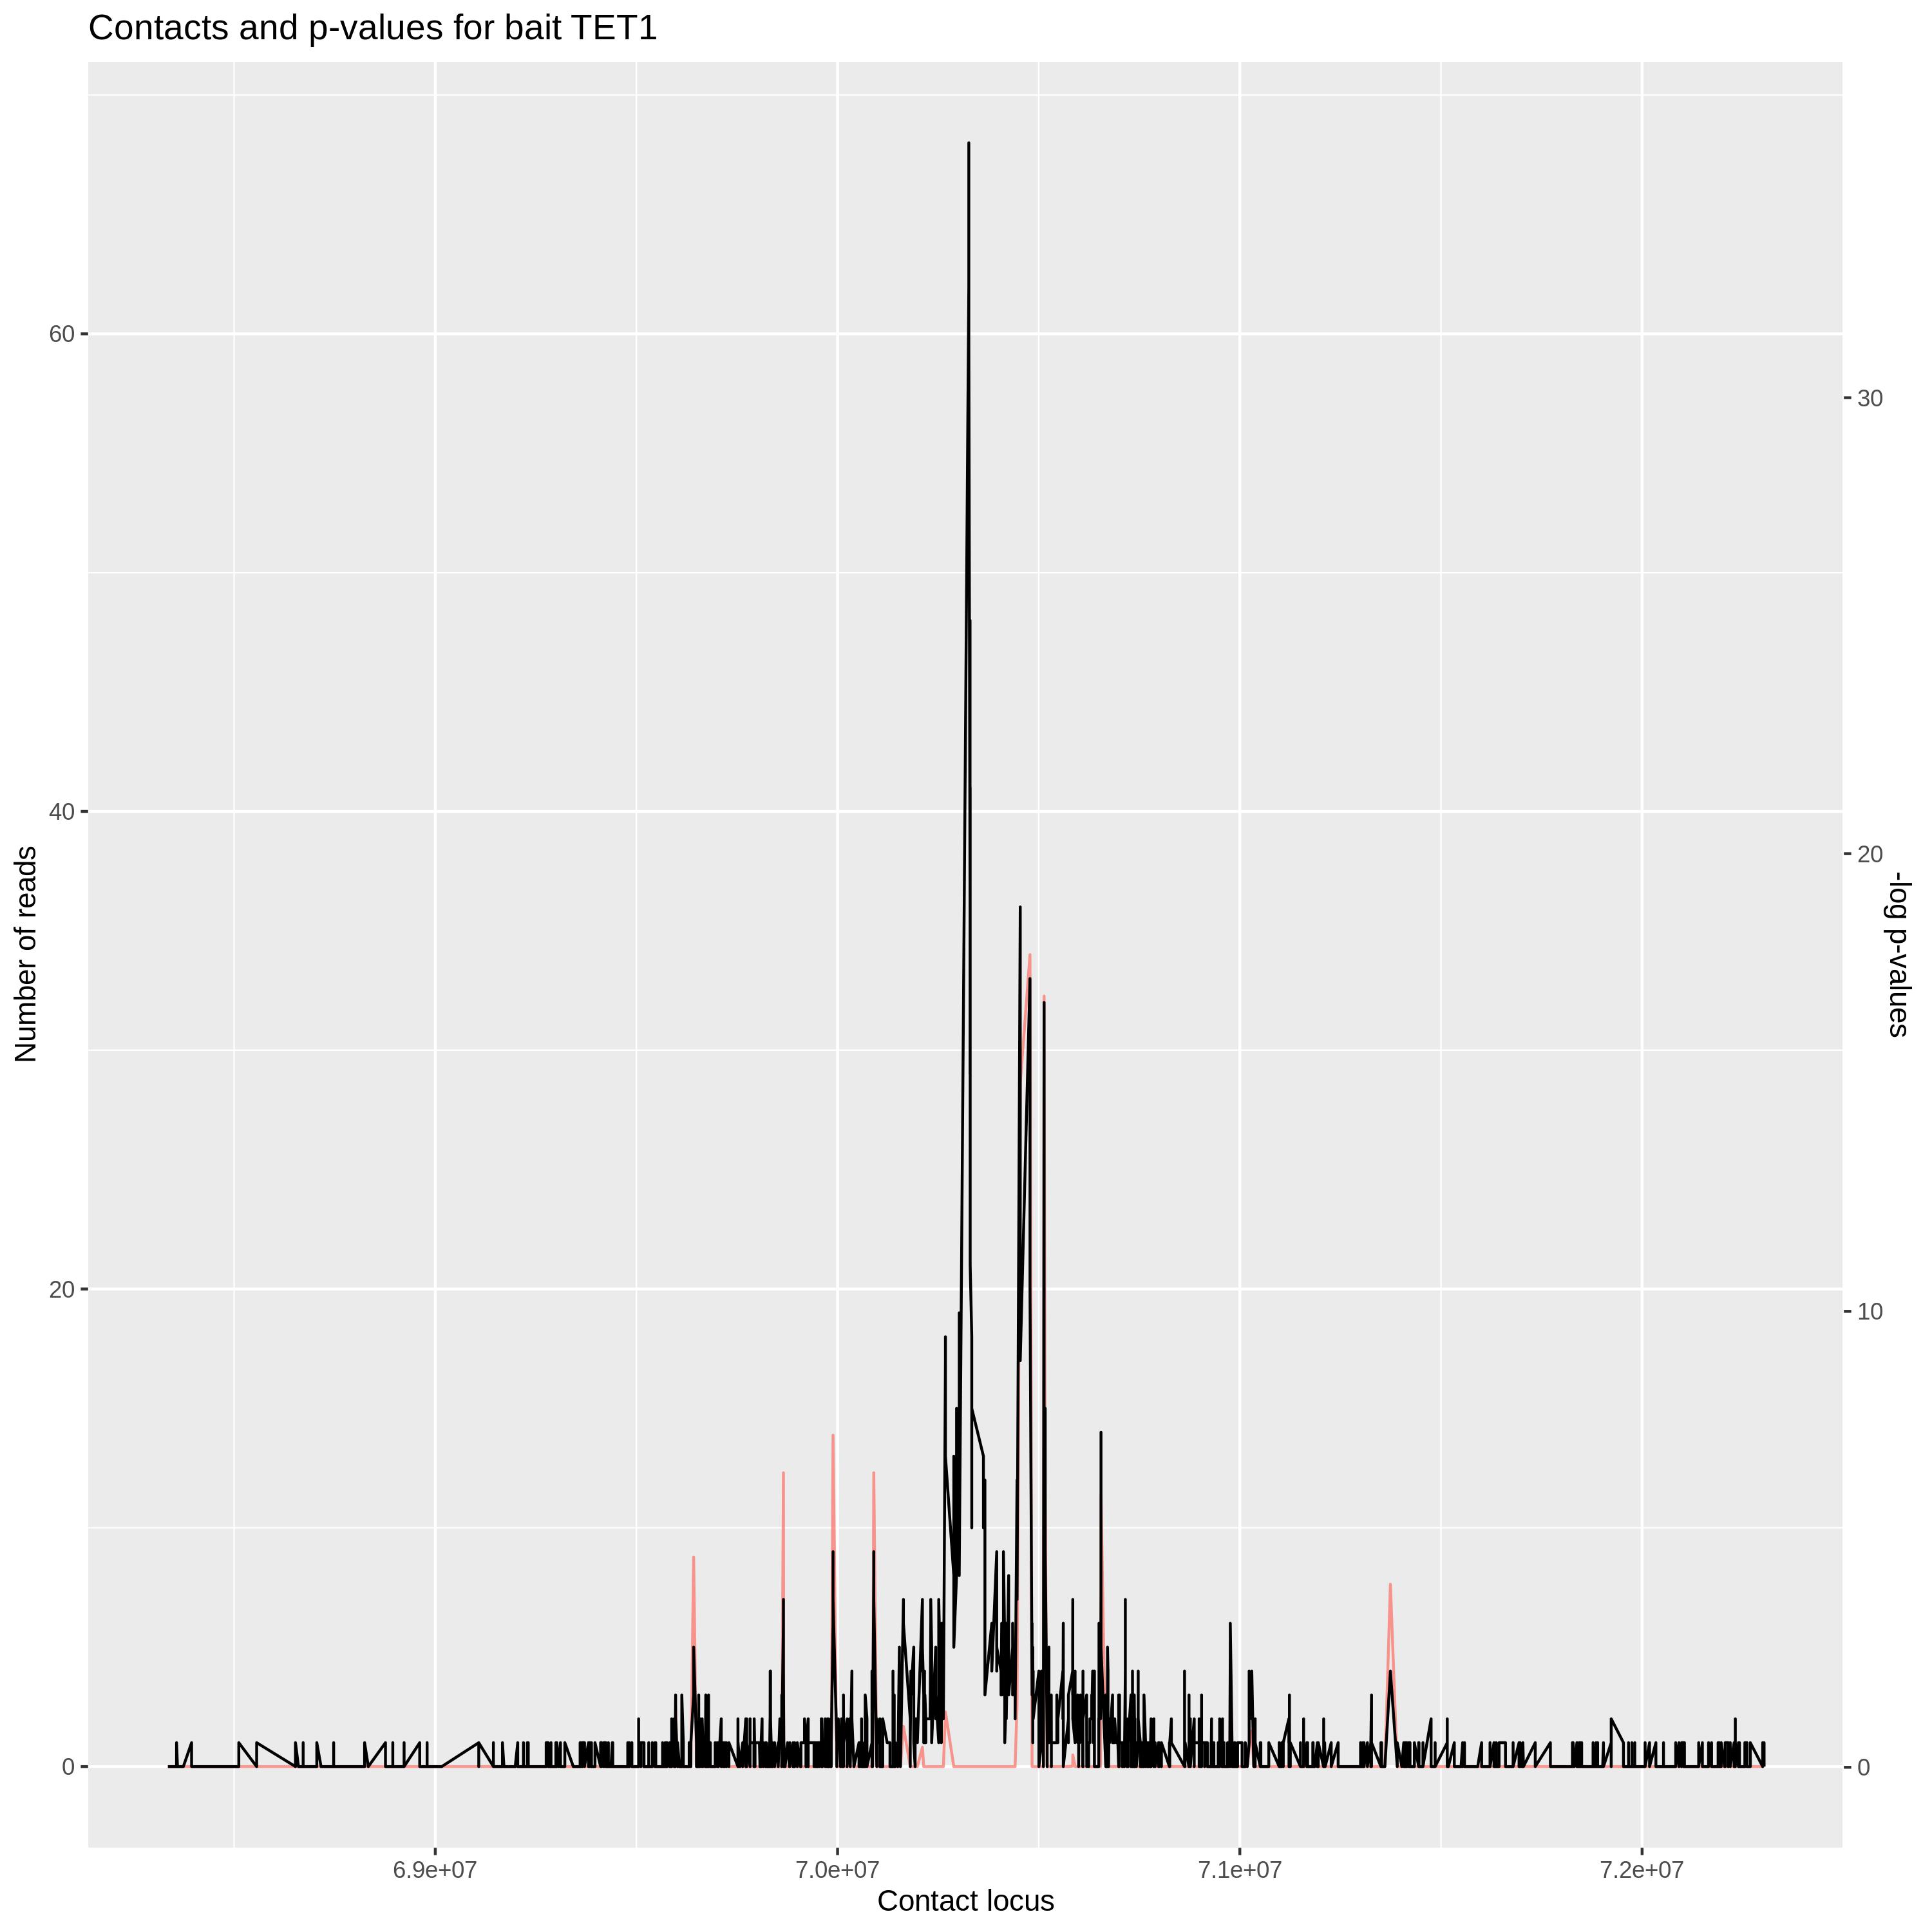 Contacts and p-values for bait TET1
60
40
20
0
Number of reads
30
20
10
0
-log p-values
6.9e+07
7.0e+07
7.1e+07
7.2e+07
Contact locus